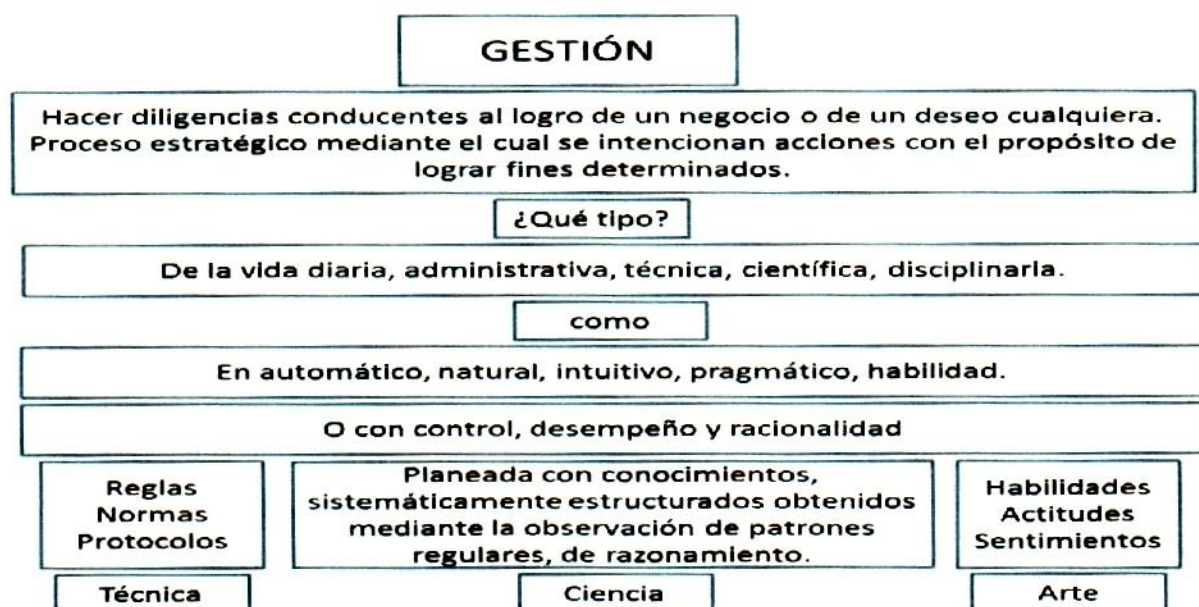 GESTIÓN
Hacer diligencias conducentes al logro de un negocio o de un deseo cualquiera.
Proceso estratégico mediante el cual se intencionan acciones con el propósito de
lograr fines determinados.
¿Qué tipo?
De la vida diaria, administrativa, técnica, científica, disciplinaria.
como
En automático, natural, intuitivo, pragmático, habilidad.
O con control, desempeño y racionalidad
Reglas
Normas
Protocolos
Planeada con conocimientos,
sistemáticamente estructurados obtenidos
mediante la observación de patrones
regulares, de razonamiento.
Habilidades
Actitudes
Sentimientos
Técnica
Ciencia
Arte